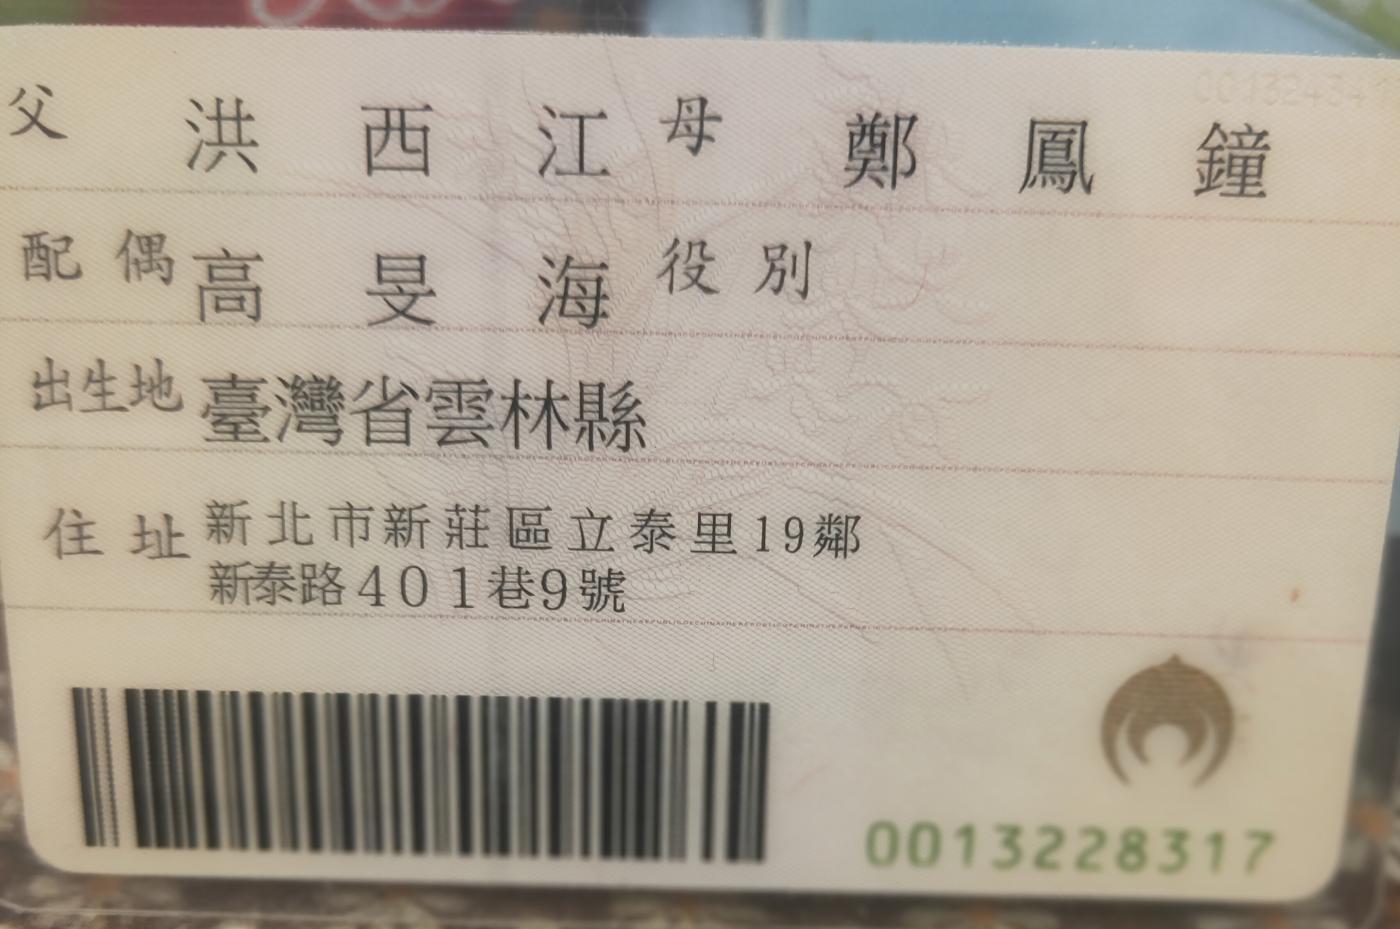 父 洪西江 母 鄭鳳鐘
配偶 高旻海 役別
出生地 臺灣省雲林縣
住址 新北市新莊區立泰里19鄰
新泰路401巷9號
0013228317